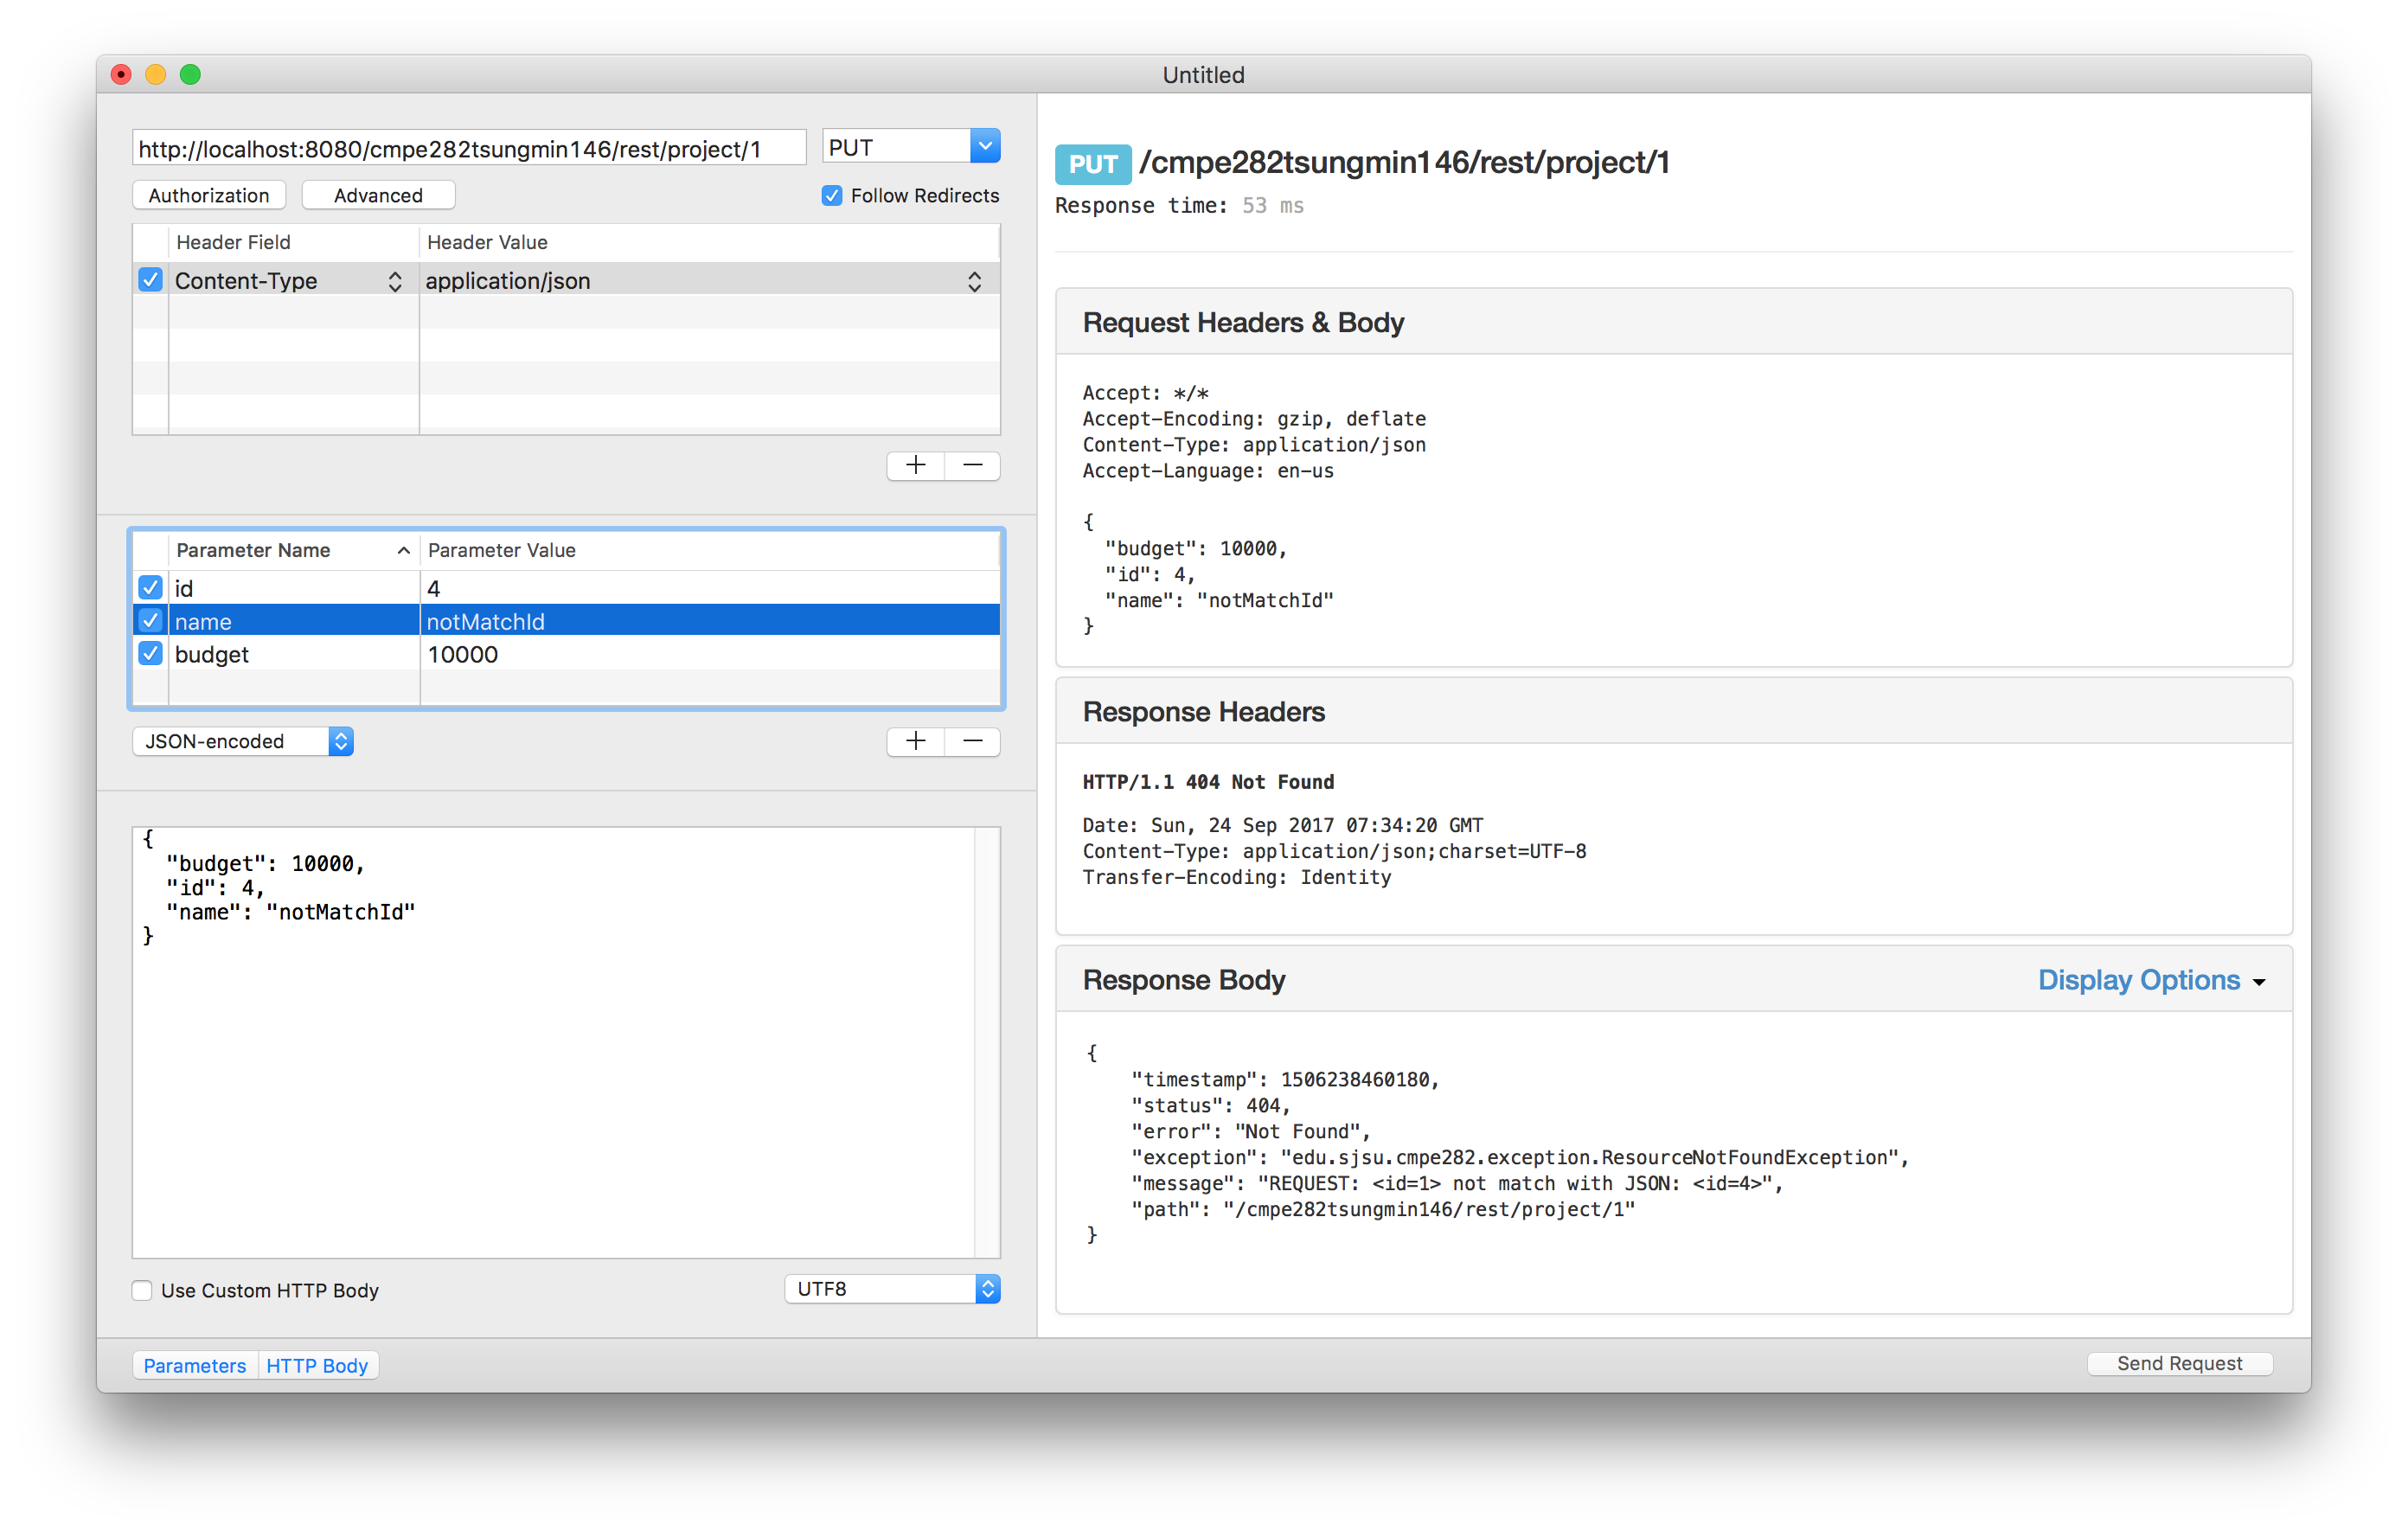 Untitled
http://localhost:8080/cmpe282tsungmin146/rest/project/1
PUT
Authorization
Advanced
Follow Redirects
Header Field
Header Value
Content-Type
application/json
Parameter Name
Parameter Value
id
4
name
notMatchId
budget
10000
JSON-encoded
{
"budget": 10000,
"id": 4,
"name": "notMatchId"
}
Use Custom HTTP Body
UTF8
Parameters
HTTP Body
PUT /cmpe282tsungmin146/rest/project/1
Response time: 53 ms
Request Headers & Body
Accept: */*
Accept-Encoding: gzip, deflate
Content-Type: application/json
Accept-Language: en-us
{
"budget": 10000,
"id": 4,
"name": "notMatchId"
}
Response Headers
HTTP/1.1 404 Not Found
Date: Sun, 24 Sep 2017 07:34:20 GMT
Content-Type: application/json;charset=UTF-8
Transfer-Encoding: Identity
Response Body
Display Options
{
"timestamp": 1506238460180,
"status": 404,
"error": "Not Found",
"exception": "edu.sjsu.cmpe282.exception.ResourceNotFoundException",
"message": "REQUEST: <id=1> not match with JSON: <id=4>",
"path": "/cmpe282tsungmin146/rest/project/1"
}
Send Request